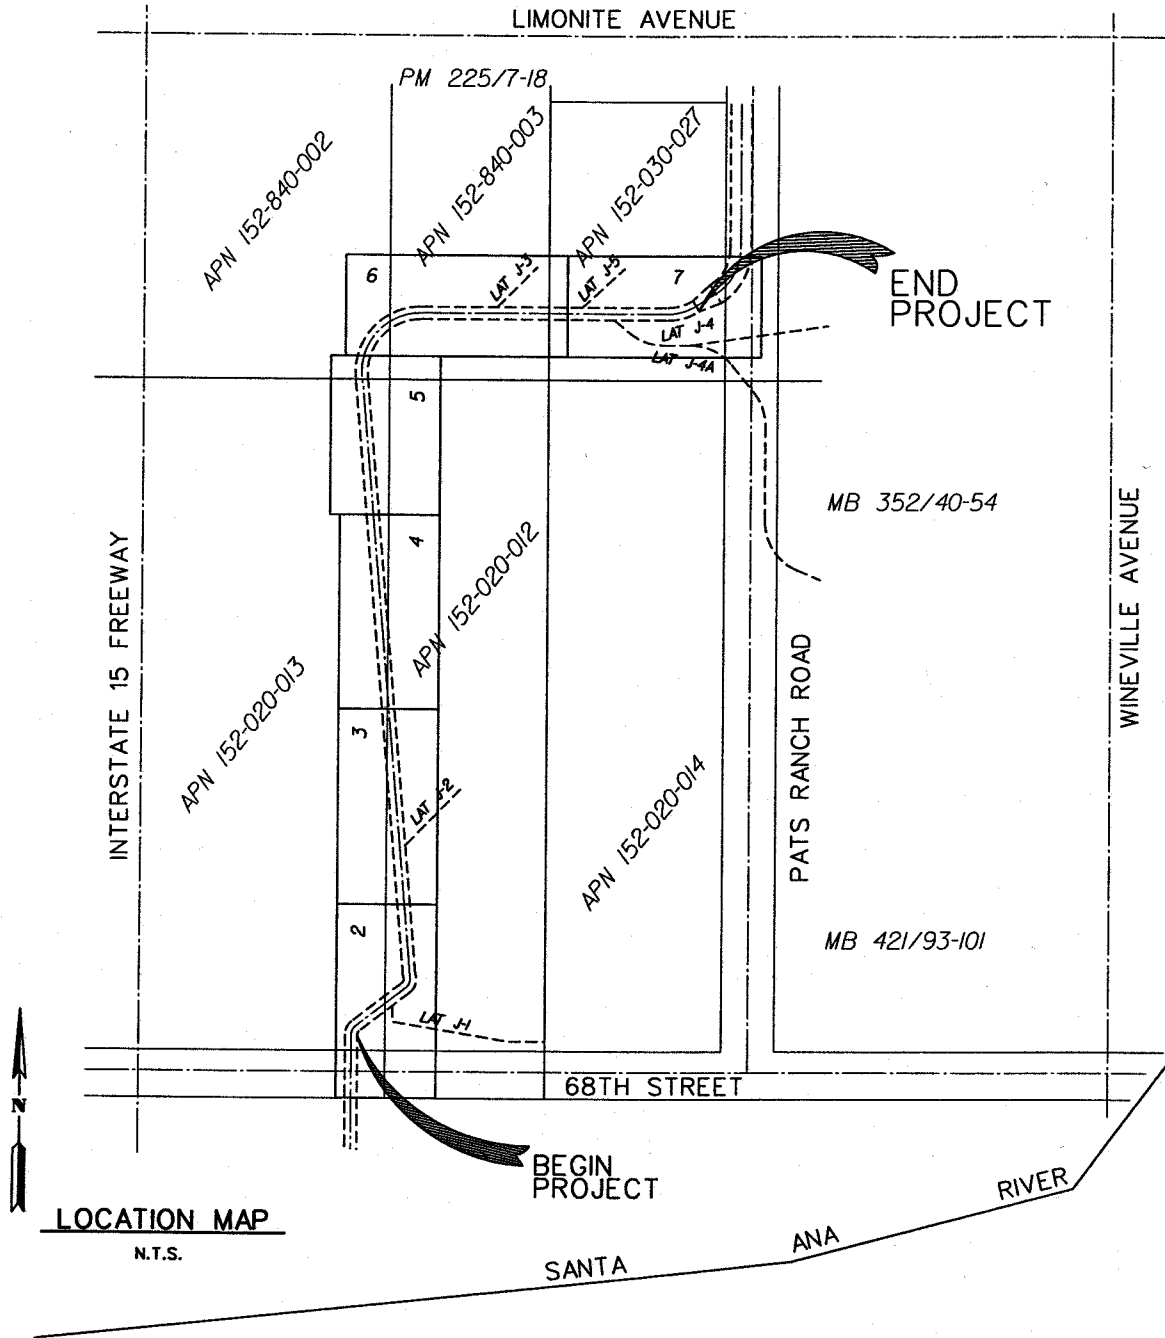 LIMONITE AVENUE
PM 225/7-18
APN 152-840-002
APN 152-840-003
APN 152-030-027
6
LAT J-3
LAT J-5
7
END
PROJECT
LAT J-4
LAT J-4A
5
MB 352/40-54
4
APN 152-020-012
INTERSTATE 15 FREEWAY
WINEVILLE AVENUE
APN 152-020-013
3
PATS RANCH ROAD
LAT J-2
APN 152-020-014
2
MB 421/93-101
LAT J-1
68TH STREET
N
BEGIN
PROJECT
LOCATION MAP
N.T.S.
SANTA ANA RIVER